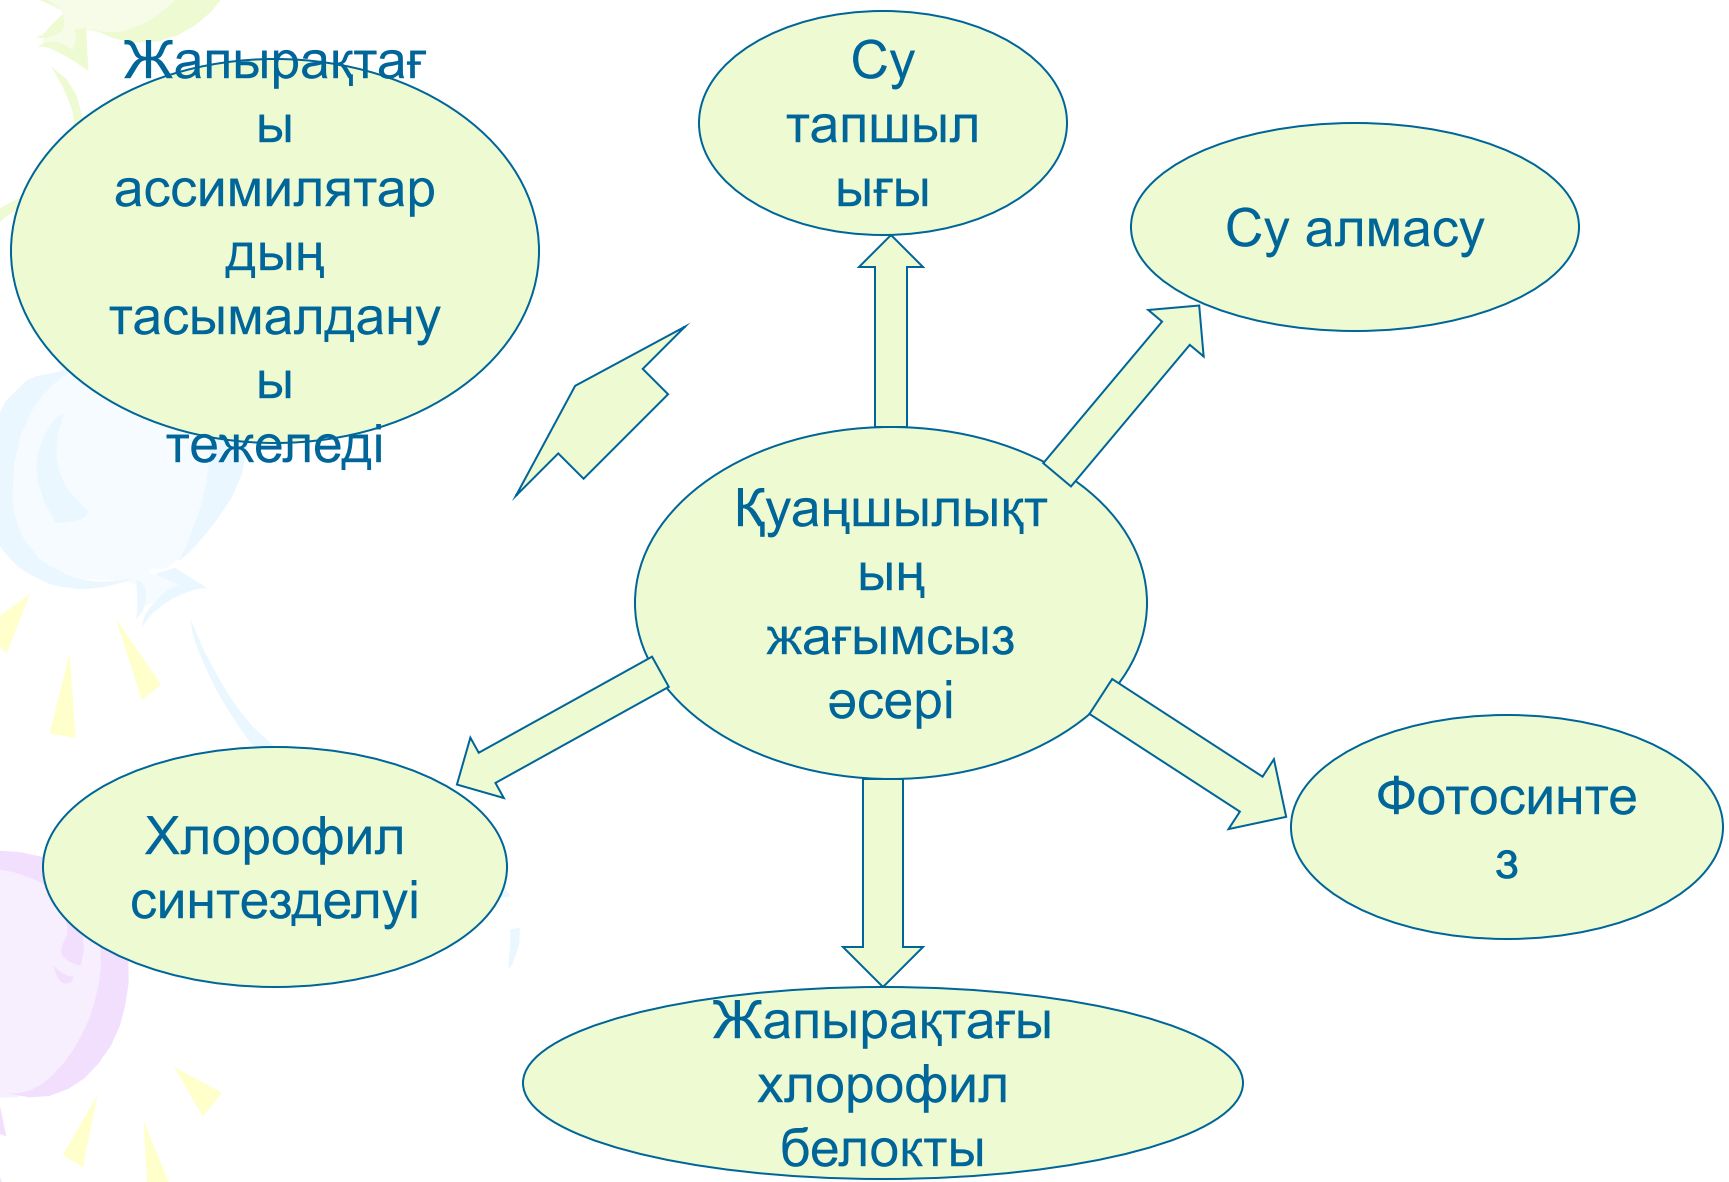 Жапырақтағ
ы
ассимилятар
дың
тасымалдану
ы
тежеледі
Су
тапшыл
ығы
Су алмасу
Қуаңшылықт
ың
жағымсыз
әсері
Хлорофил
синтезделуі
Фотосинте
з
Жапырақтағы
хлорофил
белокты